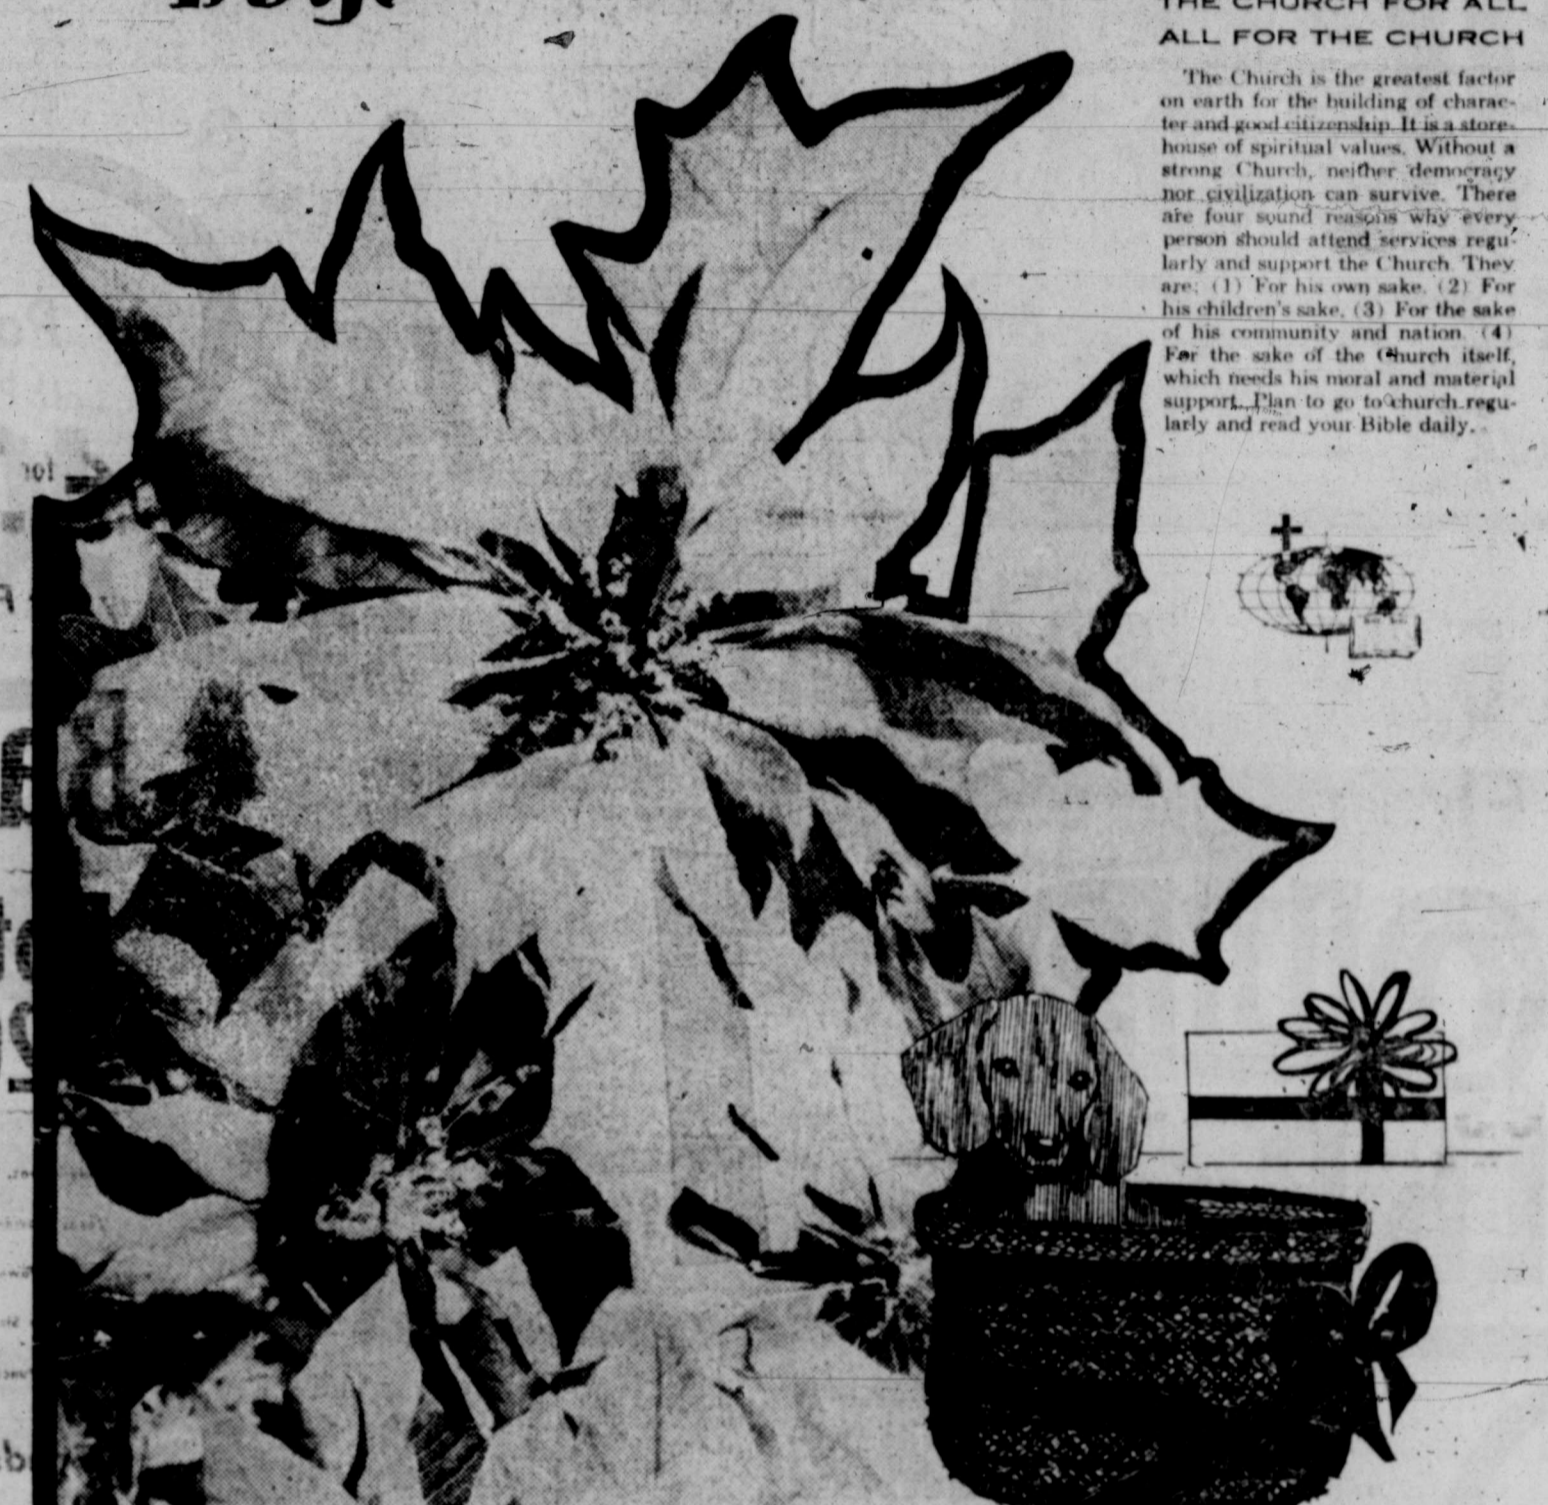 THE CHURCH FOR ALL
ALL FOR THE CHURCH
The Church is the greatest factor
on earth for the building of charac-
ter and good citizenship. It is a store-
house of spiritual values. Without a
strong Church, neither democracy
nor civilization can survive. There
are four sound reasons why every
person should attend services regu-
larly and support the Church. They
are: (1) For his own sake. (2) For
his children's sake. (3) For the sake
of his community and nation. (4)
For the sake of the Church itself,
which needs his moral and material
support. Plan to go to church regu-
larly and read your Bible daily.